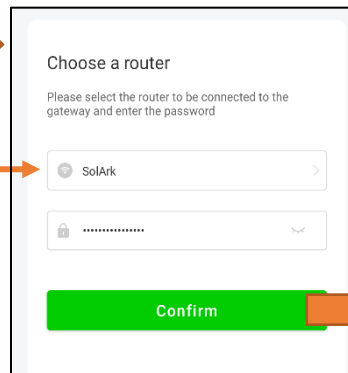 Choose a router
Please select the router to be connected to the
gateway and enter the password
SolArk
••••••••••••••••
Confirm